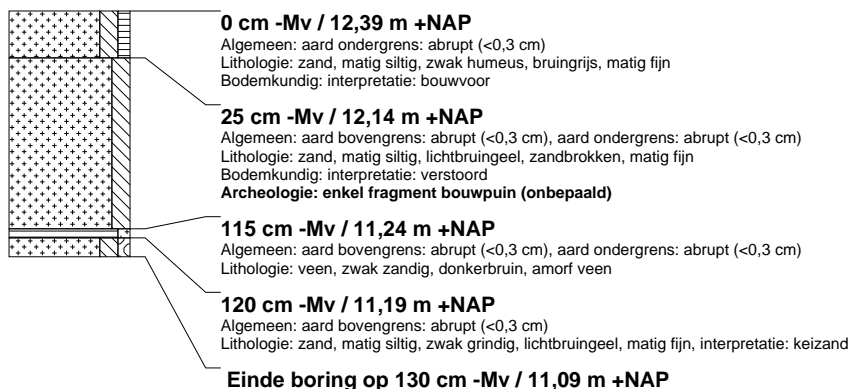 0 cm -Mv / 12,39 m +NAP
Algemeen: aard ondergrens: abrupt (<0,3 cm)
Lithologie: zand, matig siltig, zwak humeus, bruingrijs, matig fijn
Bodemkundig: interpretatie: bouwvoor
25 cm -Mv / 12,14 m +NAP
Algemeen: aard bovengrens: abrupt (<0,3 cm), aard ondergrens: abrupt (<0,3 cm)
Lithologie: zand, matig siltig, lichtbruingeel, zandbrokken, matig fijn
Bodemkundig: interpretatie: verstoord
Archeologie: enkel fragment bouwpuin (onbepaald)
115 cm -Mv / 11,24 m +NAP
Algemeen: aard bovengrens: abrupt (<0,3 cm), aard ondergrens: abrupt (<0,3 cm)
Lithologie: veen, zwak zandig, donkerbruin, amorf veen
120 cm -Mv / 11,19 m +NAP
Algemeen: aard bovengrens: abrupt (<0,3 cm)
Lithologie: zand, matig siltig, zwak grindig, lichtbruingeel, matig fijn, interpretatie: keizand
Einde boring op 130 cm -Mv / 11,09 m +NAP